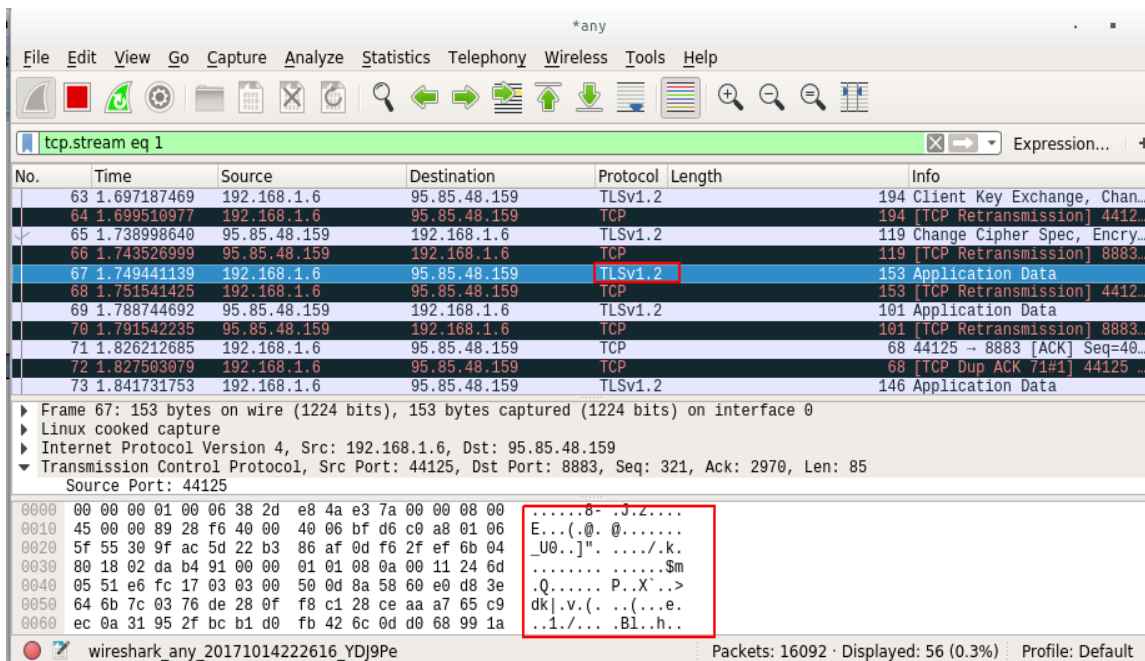 *any
File Edit View Go Capture Analyze Statistics Telephony Wireless Tools Help
tcp.stream eq 1 Expression... +
No. Time Source Destination Protocol Length Info
63 1.697187469 192.168.1.6 95.85.48.159 TLSv1.2 194 Client Key Exchange, Chan…
64 1.699510977 192.168.1.6 95.85.48.159 TCP 194 [TCP Retransmission] 4412…
65 1.738998640 95.85.48.159 192.168.1.6 TLSv1.2 119 Change Cipher Spec, Encry…
66 1.743526999 95.85.48.159 192.168.1.6 TCP 119 [TCP Retransmission] 8883…
67 1.749441139 192.168.1.6 95.85.48.159 TLSv1.2 153 Application Data
68 1.751541425 192.168.1.6 95.85.48.159 TCP 153 [TCP Retransmission] 4412…
69 1.788744692 95.85.48.159 192.168.1.6 TLSv1.2 101 Application Data
70 1.791542235 95.85.48.159 192.168.1.6 TCP 101 [TCP Retransmission] 8883…
71 1.826212685 192.168.1.6 95.85.48.159 TCP 68 44125 → 8883 [ACK] Seq=40…
72 1.827503079 192.168.1.6 95.85.48.159 TCP 68 [TCP Dup ACK 71#1] 44125 …
73 1.841731753 192.168.1.6 95.85.48.159 TLSv1.2 146 Application Data
Frame 67: 153 bytes on wire (1224 bits), 153 bytes captured (1224 bits) on interface 0
Linux cooked capture
Internet Protocol Version 4, Src: 192.168.1.6, Dst: 95.85.48.159
Transmission Control Protocol, Src Port: 44125, Dst Port: 8883, Seq: 321, Ack: 2970, Len: 85
Source Port: 44125
0000 00 00 00 01 00 06 38 2d e8 4a e3 7a 00 00 08 00 ......8- .J.z....
0010 45 00 00 89 28 f6 40 00 40 06 bf d6 c0 a8 01 06 E...(.@. @.......
0020 5f 55 30 9f ac 5d 22 b3 86 af 0d f6 2f ef 6b 04 _U0..]". ..../.k.
0030 80 18 02 da b4 91 00 00 01 01 08 0a 00 11 24 6d ........ ......$m
0040 05 51 e6 fc 17 03 03 00 50 0d 8a 58 60 e0 d8 3e .Q...... P..X`..>
0050 64 6b 7c 03 76 de 28 0f f8 c1 28 ce aa a7 65 c9 dk|.v.(. ..(...e.
0060 ec 0a 31 95 2f bc b1 d0 fb 42 6c 0d d0 68 99 1a ..1./... .Bl..h..
wireshark_any_20171014222616_YDJ9Pe Packets: 16092 · Displayed: 56 (0.3%) Profile: Default